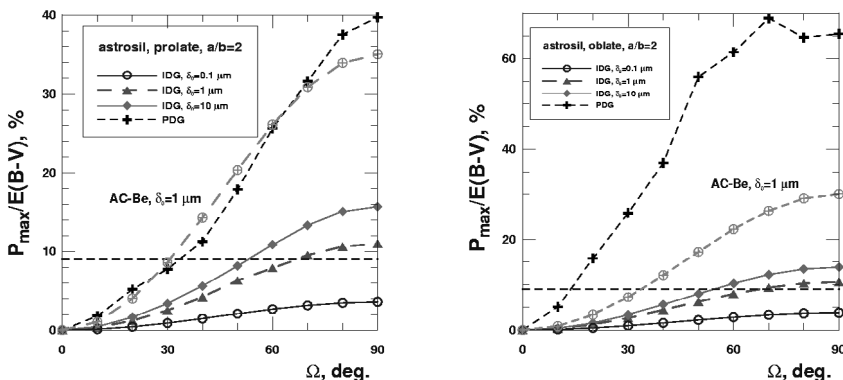 40
30
20
10
0
P_max/E(B-V), %
astrosil, prolate, a/b=2
IDG, δ₀=0.1 μm
IDG, δ₀=1 μm
IDG, δ₀=10 μm
PDG
AC-Be, δ₀=1 μm
0 30 60 90
Ω, deg.
60
40
20
0
P_max/E(B-V), %
astrosil, oblate, a/b=2
IDG, δ₀=0.1 μm
IDG, δ₀=1 μm
IDG, δ₀=10 μm
PDG
AC-Be, δ₀=1 μm
0 30 60 90
Ω, deg.